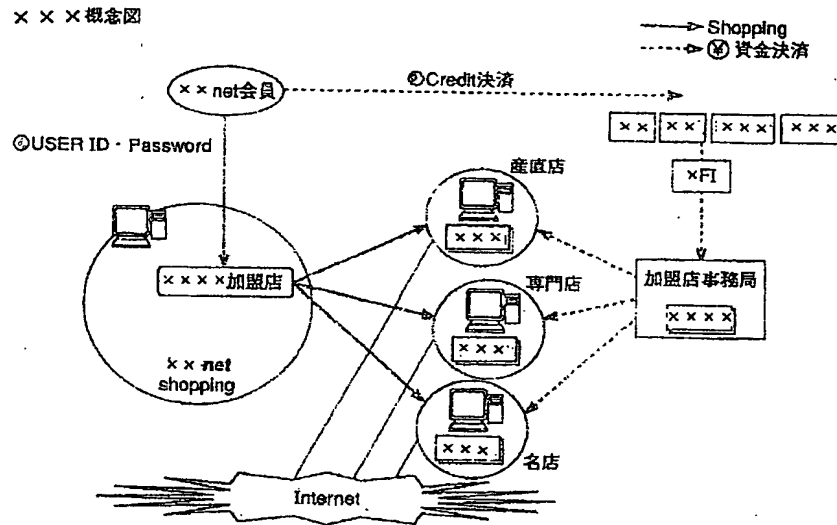 × × ×概念図
Shopping
¥ 資金決済
× × net会員
②Credit決済
①USER ID・Password
× ×
× ×
× × ×
× × ×
×FI
産直店
× × ×
× × × ×加盟店
専門店
× × ×
加盟店事務局
× × × ×
× × -net
shopping
× × ×
名店
Internet